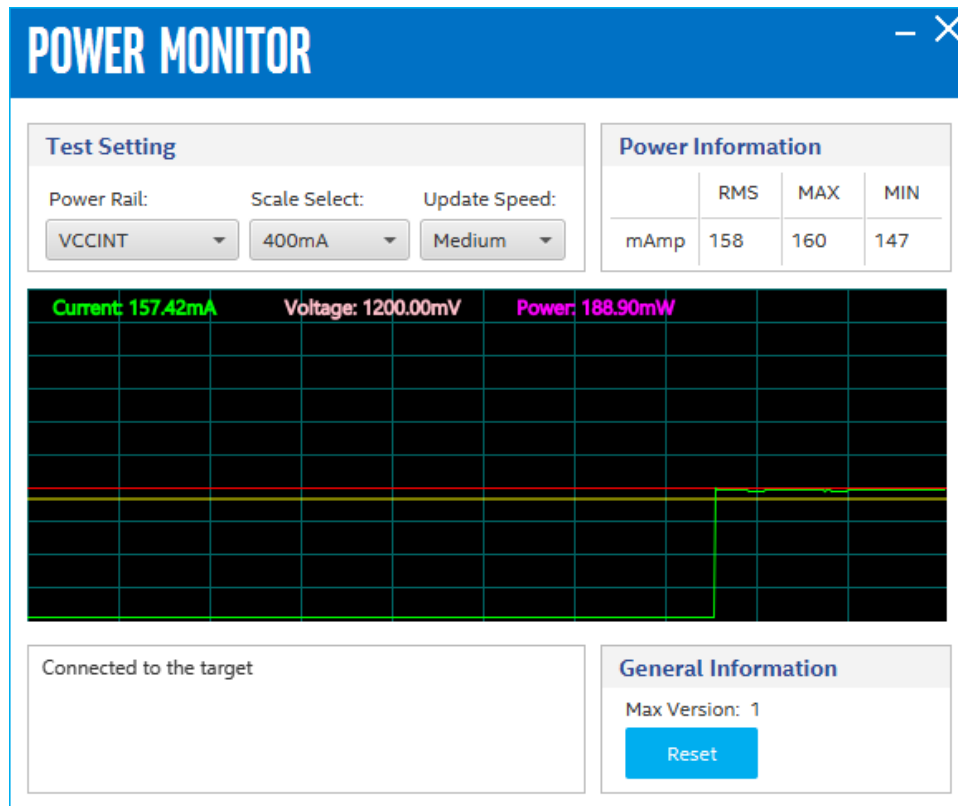 POWER MONITOR
Test Setting
Power Rail: Scale Select: Update Speed:
VCCINT 400mA Medium
Power Information
RMS MAX MIN
mAmp 158 160 147
Current: 157.42mA Voltage: 1200.00mV Power: 188.90mW
Connected to the target
General Information
Max Version: 1
Reset